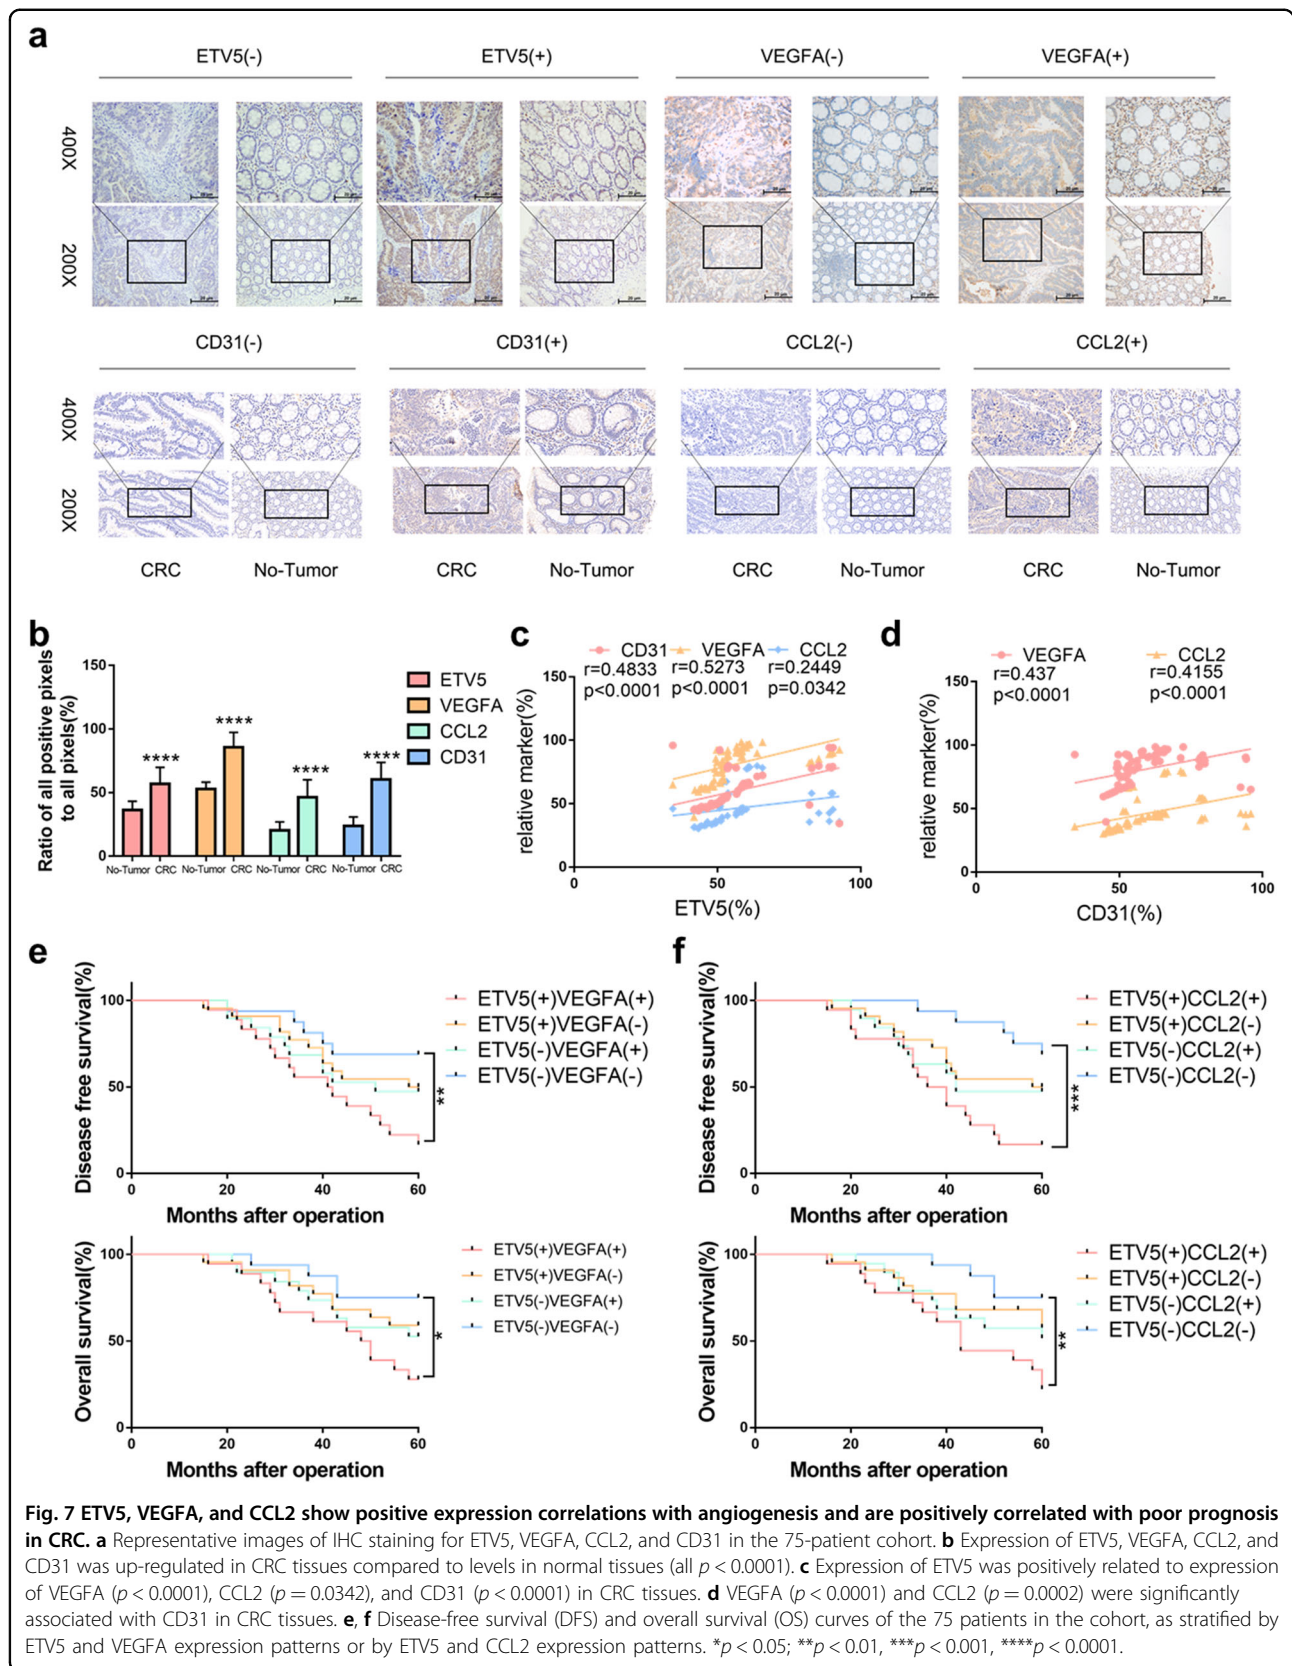 a
ETV5(-) ETV5(+) VEGFA(-) VEGFA(+)
400X
200X
CD31(-) CD31(+) CCL2(-) CCL2(+)
400X
200X
CRC No-Tumor CRC No-Tumor CRC No-Tumor CRC No-Tumor
b
Ratio of all positive pixels
to all pixels(%)
150
100
50
0
**** **** **** ****
No-Tumor CRC No-Tumor CRC No-Tumor CRC No-Tumor CRC
ETV5
VEGFA
CCL2
CD31
c
CD31 VEGFA CCL2
r=0.4833 r=0.5273 r=0.2449
p<0.0001 p<0.0001 p=0.0342
relative marker(%)
150
100
50
0
0 50 100
ETV5(%)
d
VEGFA CCL2
r=0.437 r=0.4155
p<0.0001 p<0.0001
relative marker(%)
150
100
50
0
0 50 100
CD31(%)
e
Disease free survival(%)
100
50
0
0 20 40 60
Months after operation
ETV5(+)VEGFA(+)
ETV5(+)VEGFA(-)
ETV5(-)VEGFA(+)
ETV5(-)VEGFA(-)
**
Overall survival(%)
100
50
0
0 20 40 60
Months after operation
ETV5(+)VEGFA(+)
ETV5(+)VEGFA(-)
ETV5(-)VEGFA(+)
ETV5(-)VEGFA(-)
*
f
Disease free survival(%)
100
50
0
0 20 40 60
Months after operation
ETV5(+)CCL2(+)
ETV5(+)CCL2(-)
ETV5(-)CCL2(+)
ETV5(-)CCL2(-)
***
Overall survival(%)
100
50
0
0 20 40 60
Months after operation
ETV5(+)CCL2(+)
ETV5(+)CCL2(-)
ETV5(-)CCL2(+)
ETV5(-)CCL2(-)
**
Fig. 7 ETV5, VEGFA, and CCL2 show positive expression correlations with angiogenesis and are positively correlated with poor prognosis
in CRC. a Representative images of IHC staining for ETV5, VEGFA, CCL2, and CD31 in the 75-patient cohort. b Expression of ETV5, VEGFA, CCL2, and
CD31 was up-regulated in CRC tissues compared to levels in normal tissues (all p < 0.0001). c Expression of ETV5 was positively related to expression
of VEGFA (p < 0.0001), CCL2 (p = 0.0342), and CD31 (p < 0.0001) in CRC tissues. d VEGFA (p < 0.0001) and CCL2 (p = 0.0002) were significantly
associated with CD31 in CRC tissues. e, f Disease-free survival (DFS) and overall survival (OS) curves of the 75 patients in the cohort, as stratified by
ETV5 and VEGFA expression patterns or by ETV5 and CCL2 expression patterns. *p < 0.05; **p < 0.01, ***p < 0.001, ****p < 0.0001.